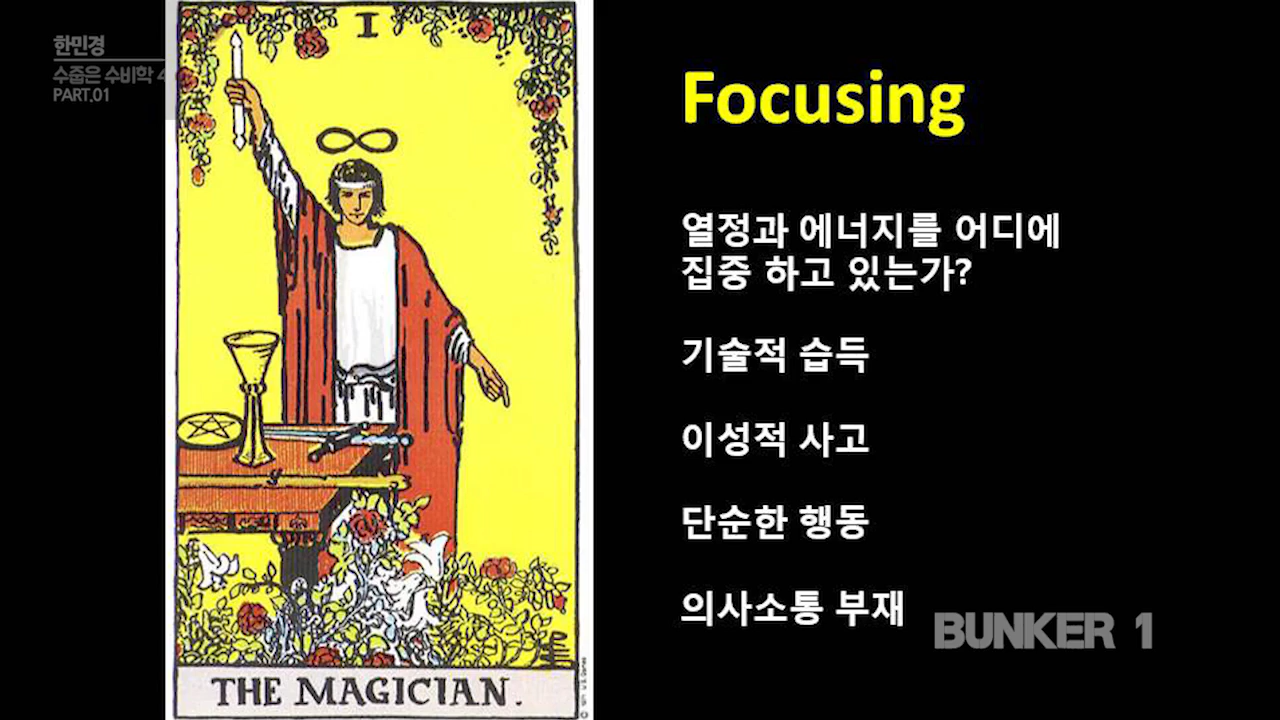 한민경
수줍은 수비학 4
PART.01
I
Focusing
열정과 에너지를 어디에
집중 하고 있는가?
기술적 습득
이성적 사고
단순한 행동
의사소통 부재
BUNKER 1
THE MAGICIAN.